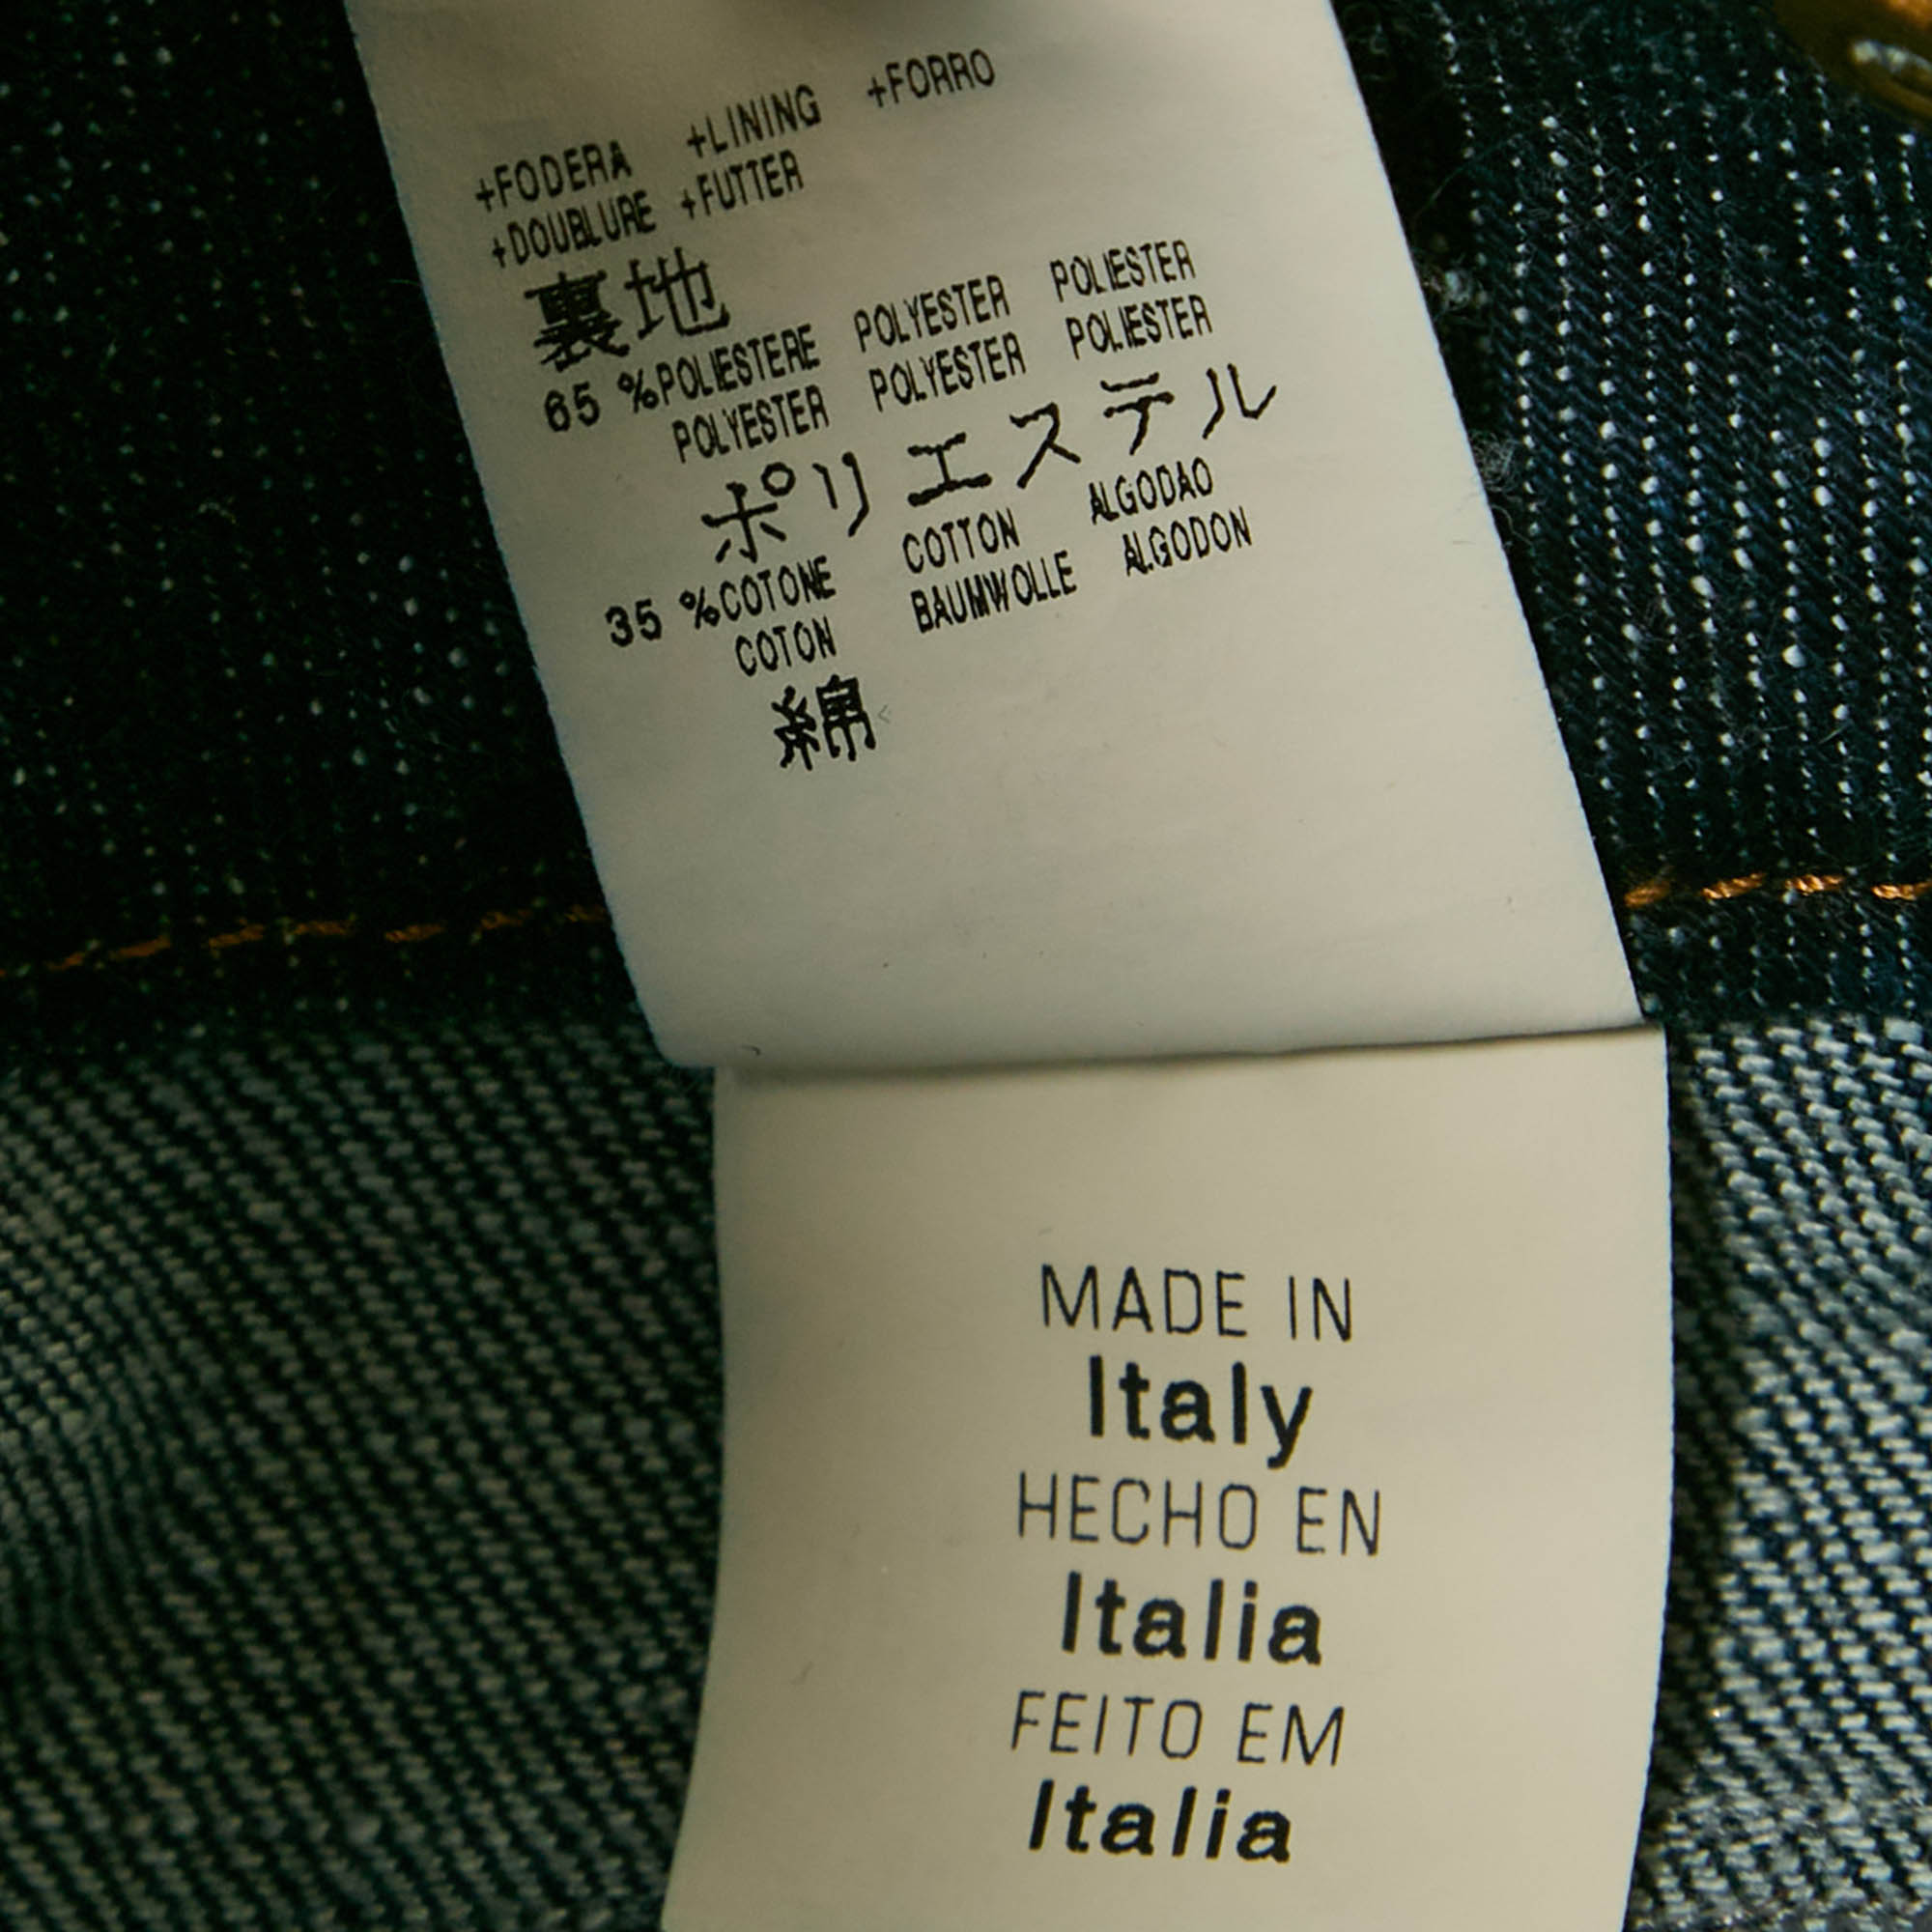 +FODERA +LINING +FORRO
+DOUBLURE +FUTTER
裏地
65 %POLIESTERE POLYESTER POLIESTER
POLYESTER POLYESTER POLIESTER
ポリエステル
35 %COTONE COTTON ALGODAO
COTON BAUMWOLLE ALGODON
綿
MADE IN
Italy
HECHO EN
Italia
FEITO EM
Italia